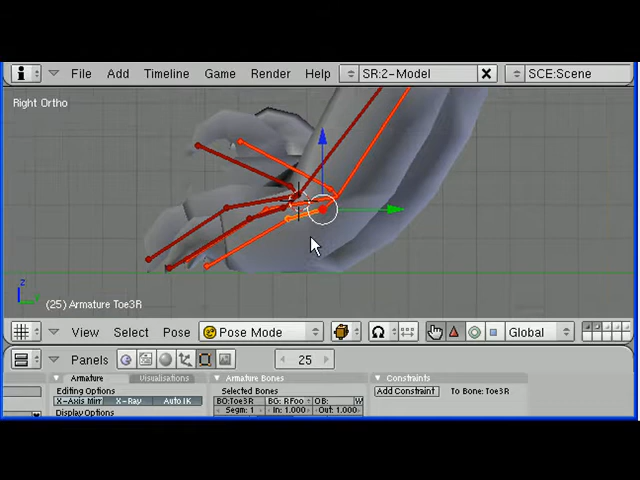 File Add Timeline Game Render Help SR:2-Model SCE:Scene
Right Ortho
z
(25) Armature Toe3R
View Select Pose Pose Mode Global
Panels 25
Armature Visualisations Armature Bones Constraints
Editing Options Selected Bones Add Constraint To Bone: Toe3R
X-Axis Mirr X-Ray Auto IK BO:Toe3R BG: RFoo OB: W
Display Options Segm: 1 In: 1.000 Out: 1.000